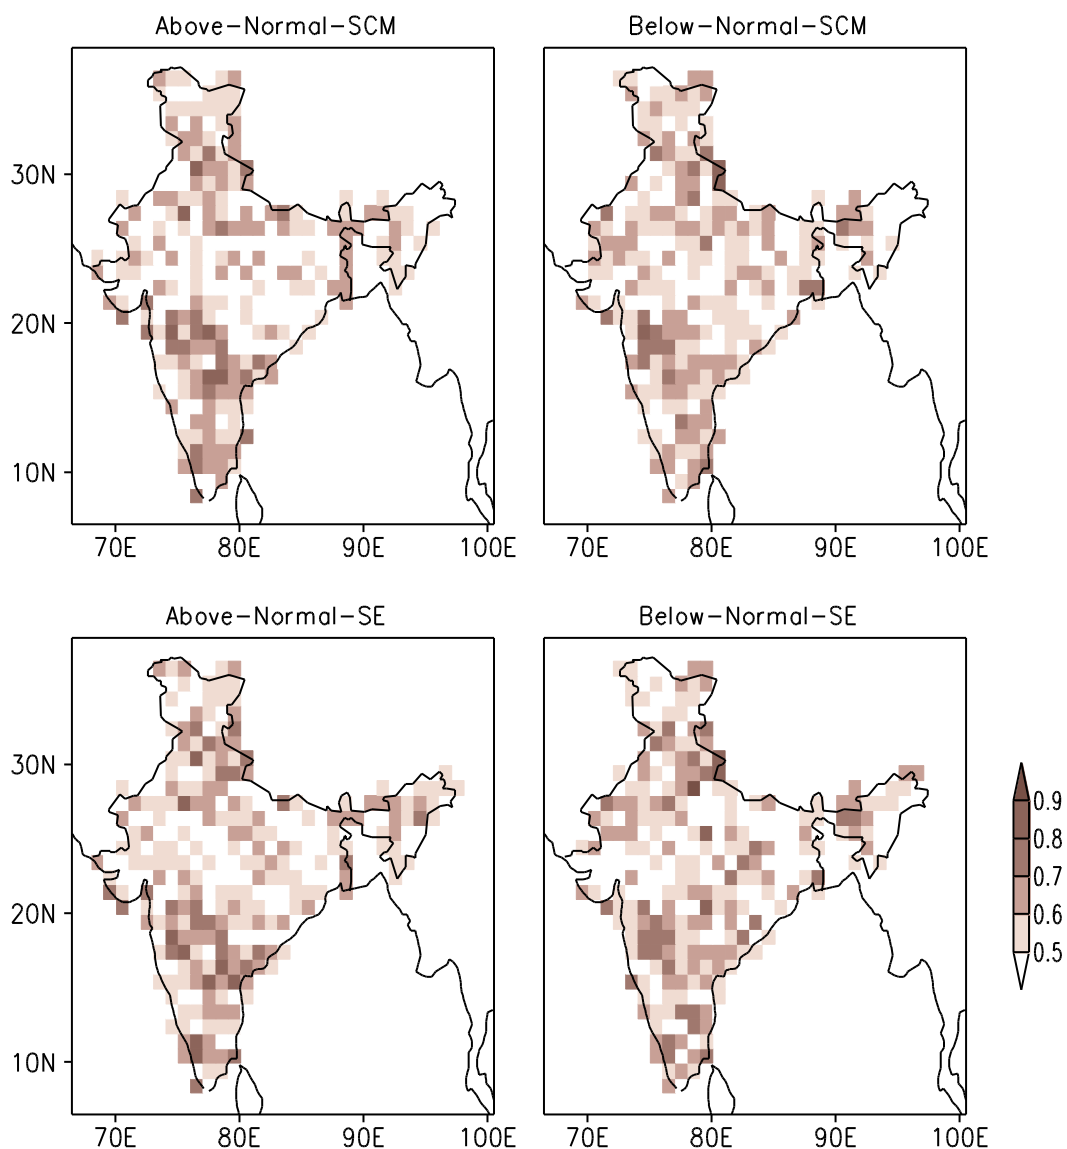 Above-Normal-SCM
Below-Normal-SCM
30N
20N
10N
70E 80E 90E 100E
70E 80E 90E 100E
Above-Normal-SE
Below-Normal-SE
30N
20N
10N
70E 80E 90E 100E
70E 80E 90E 100E
0.9
0.8
0.7
0.6
0.5